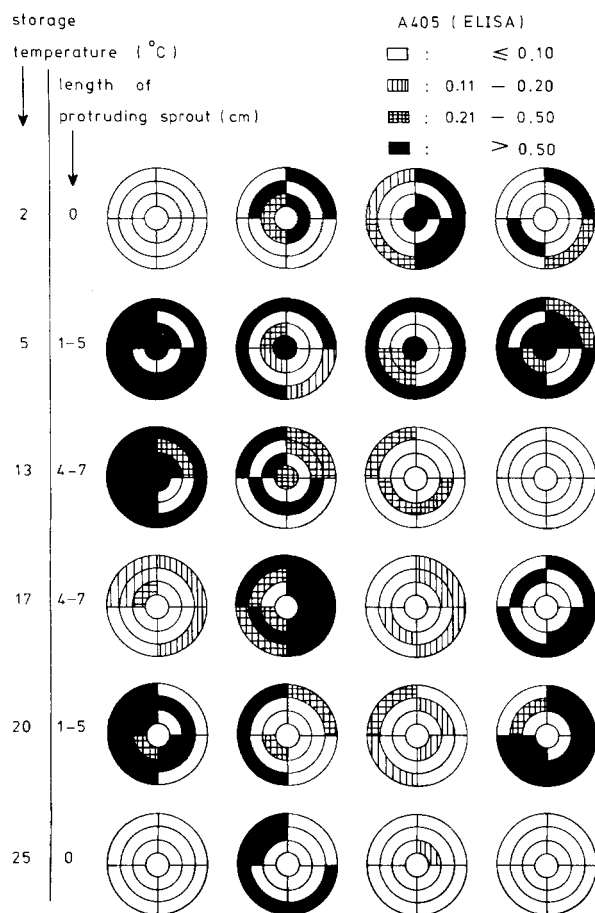 storage
temperature (°C)
length of
protruding sprout (cm)
A405 (ELISA)
: ≤ 0.10
: 0.11 – 0.20
: 0.21 – 0.50
: > 0.50
2 0
5 1-5
13 4-7
17 4-7
20 1-5
25 0